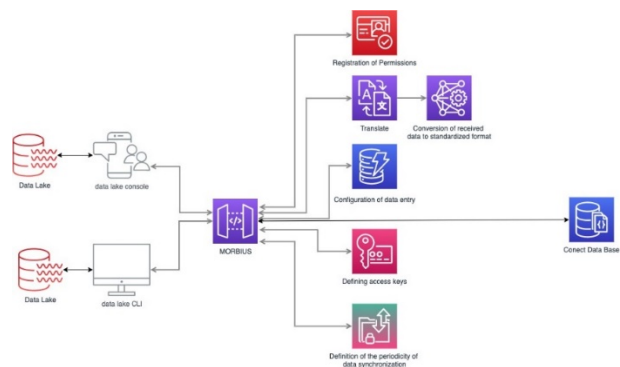 Registration of Permissions
Translate
Conversion of received
data to standardized format
Data Lake
data lake console
Configuration of data entry
MORBIUS
Conect Data Base
Defining access keys
Data Lake
data lake CLI
Definition of the periodicity of
data synchronization